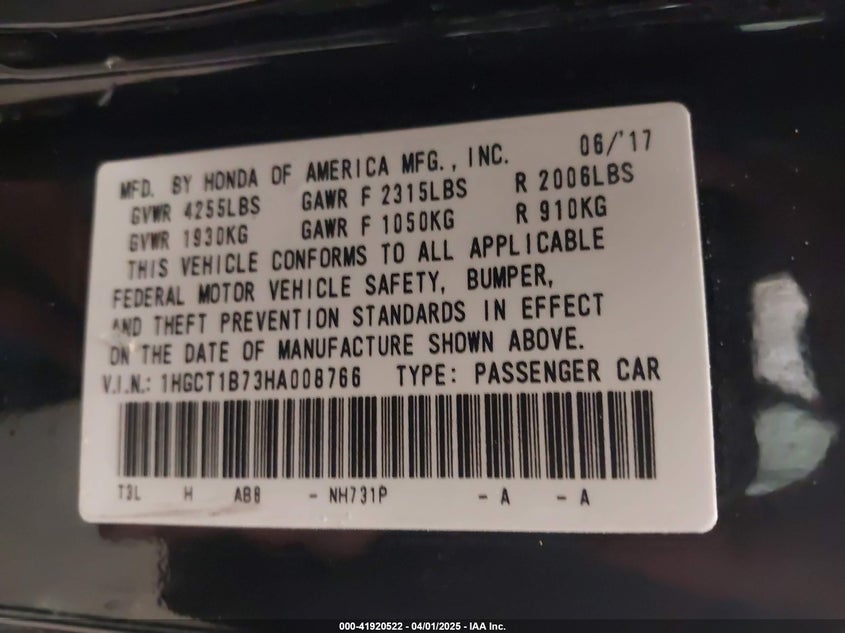 MFD. BY HONDA OF AMERICA MFG., INC. 06/'17
GVWR 4255LBS GAWR F 2315LBS R 2006LBS
GVWR 1930KG GAWR F 1050KG R 910KG
THIS VEHICLE CONFORMS TO ALL APPLICABLE
FEDERAL MOTOR VEHICLE SAFETY, BUMPER,
AND THEFT PREVENTION STANDARDS IN EFFECT
ON THE DATE OF MANUFACTURE SHOWN ABOVE.
V.I.N.: 1HGCT1B73HA008766 TYPE: PASSENGER CAR
T3L H AB8 - NH731P - A - A
000-41920522 - 04/01/2025 - IAA Inc.